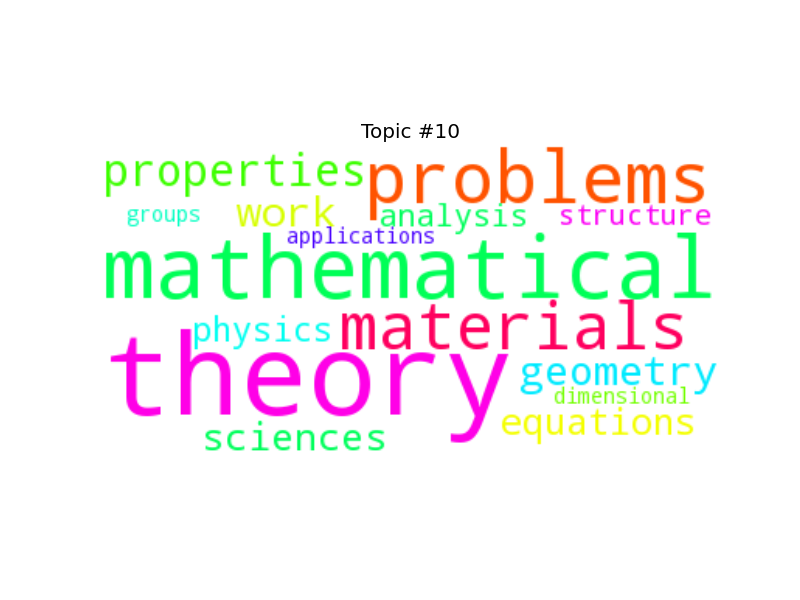 Topic #10
properties problems
groups work analysis structure
applications
mathematical
physics materials
theory geometry
dimensional
sciences equations